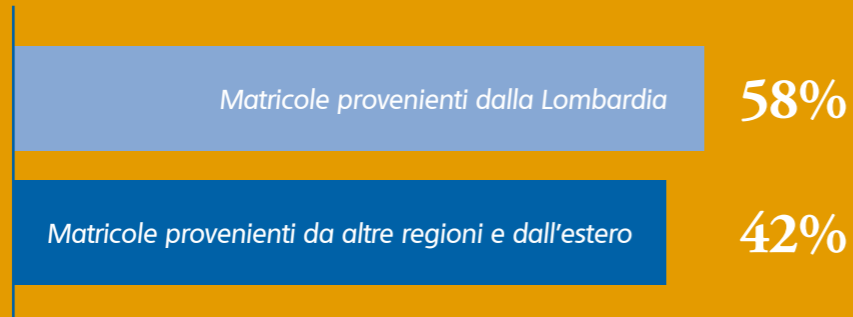 Matricole provenienti dalla Lombardia 58%
Matricole provenienti da altre regioni e dall’estero 42%